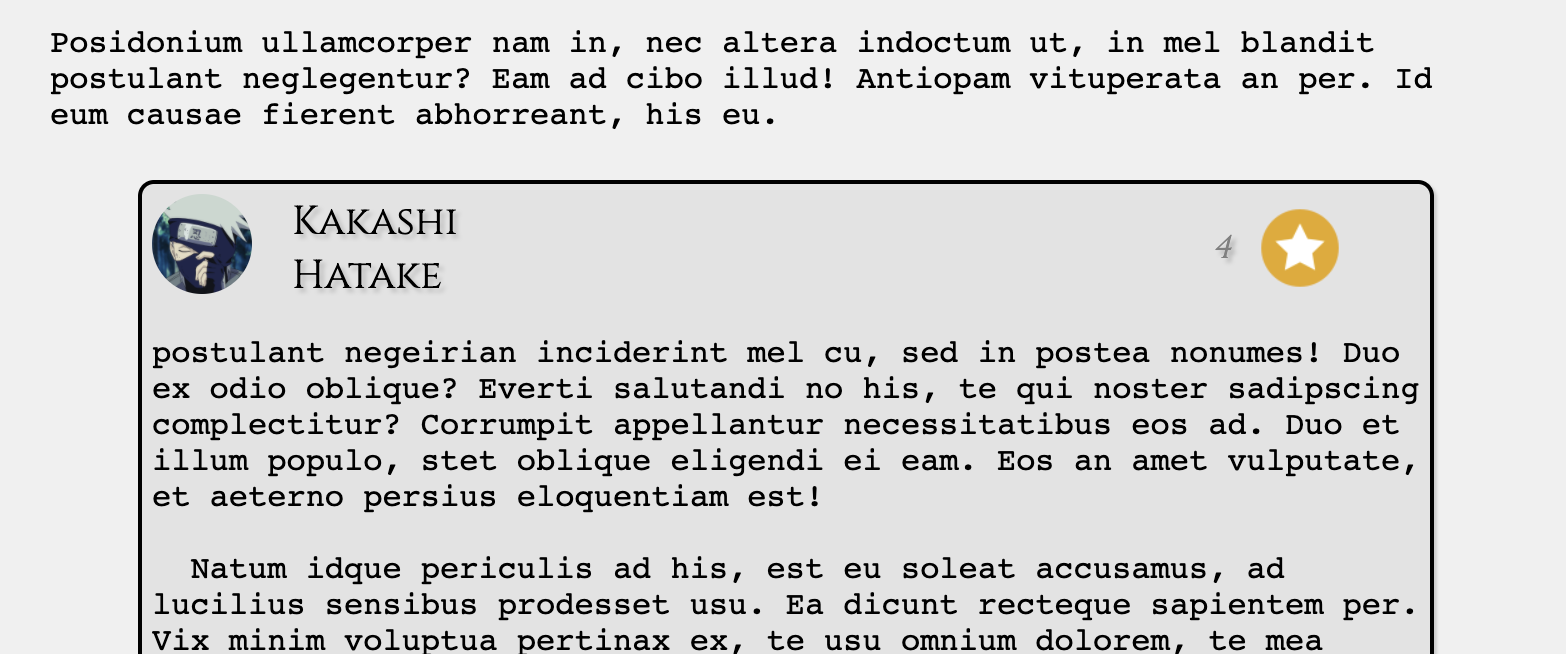 Posidonium ullamcorper nam in, nec altera indoctum ut, in mel blandit
postulant neglegentur? Eam ad cibo illud! Antiopam vituperata an per. Id
eum causae fierent abhorreant, his eu.
Kakashi
Hatake
4
postulant negeirian inciderint mel cu, sed in postea nonumes! Duo
ex odio oblique? Everti salutandi no his, te qui noster sadipscing
complectitur? Corrumpit appellantur necessitatibus eos ad. Duo et
illum populo, stet oblique eligendi ei eam. Eos an amet vulputate,
et aeterno persius eloquentiam est!
Natum idque periculis ad his, est eu soleat accusamus, ad
lucilius sensibus prodesset usu. Ea dicunt recteque sapientem per.
Vix minim voluptua pertinax ex, te usu omnium dolorem, te mea